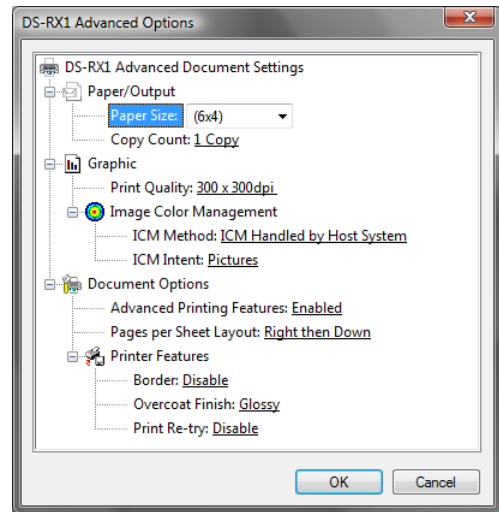 DS-RX1 Advanced Options
DS-RX1 Advanced Document Settings
Paper/Output
Paper Size: (6x4)
Copy Count: 1 Copy
Graphic
Print Quality: 300 x 300dpi
Image Color Management
ICM Method: ICM Handled by Host System
ICM Intent: Pictures
Document Options
Advanced Printing Features: Enabled
Pages per Sheet Layout: Right then Down
Printer Features
Border: Disable
Overcoat Finish: Glossy
Print Re-try: Disable
OK Cancel